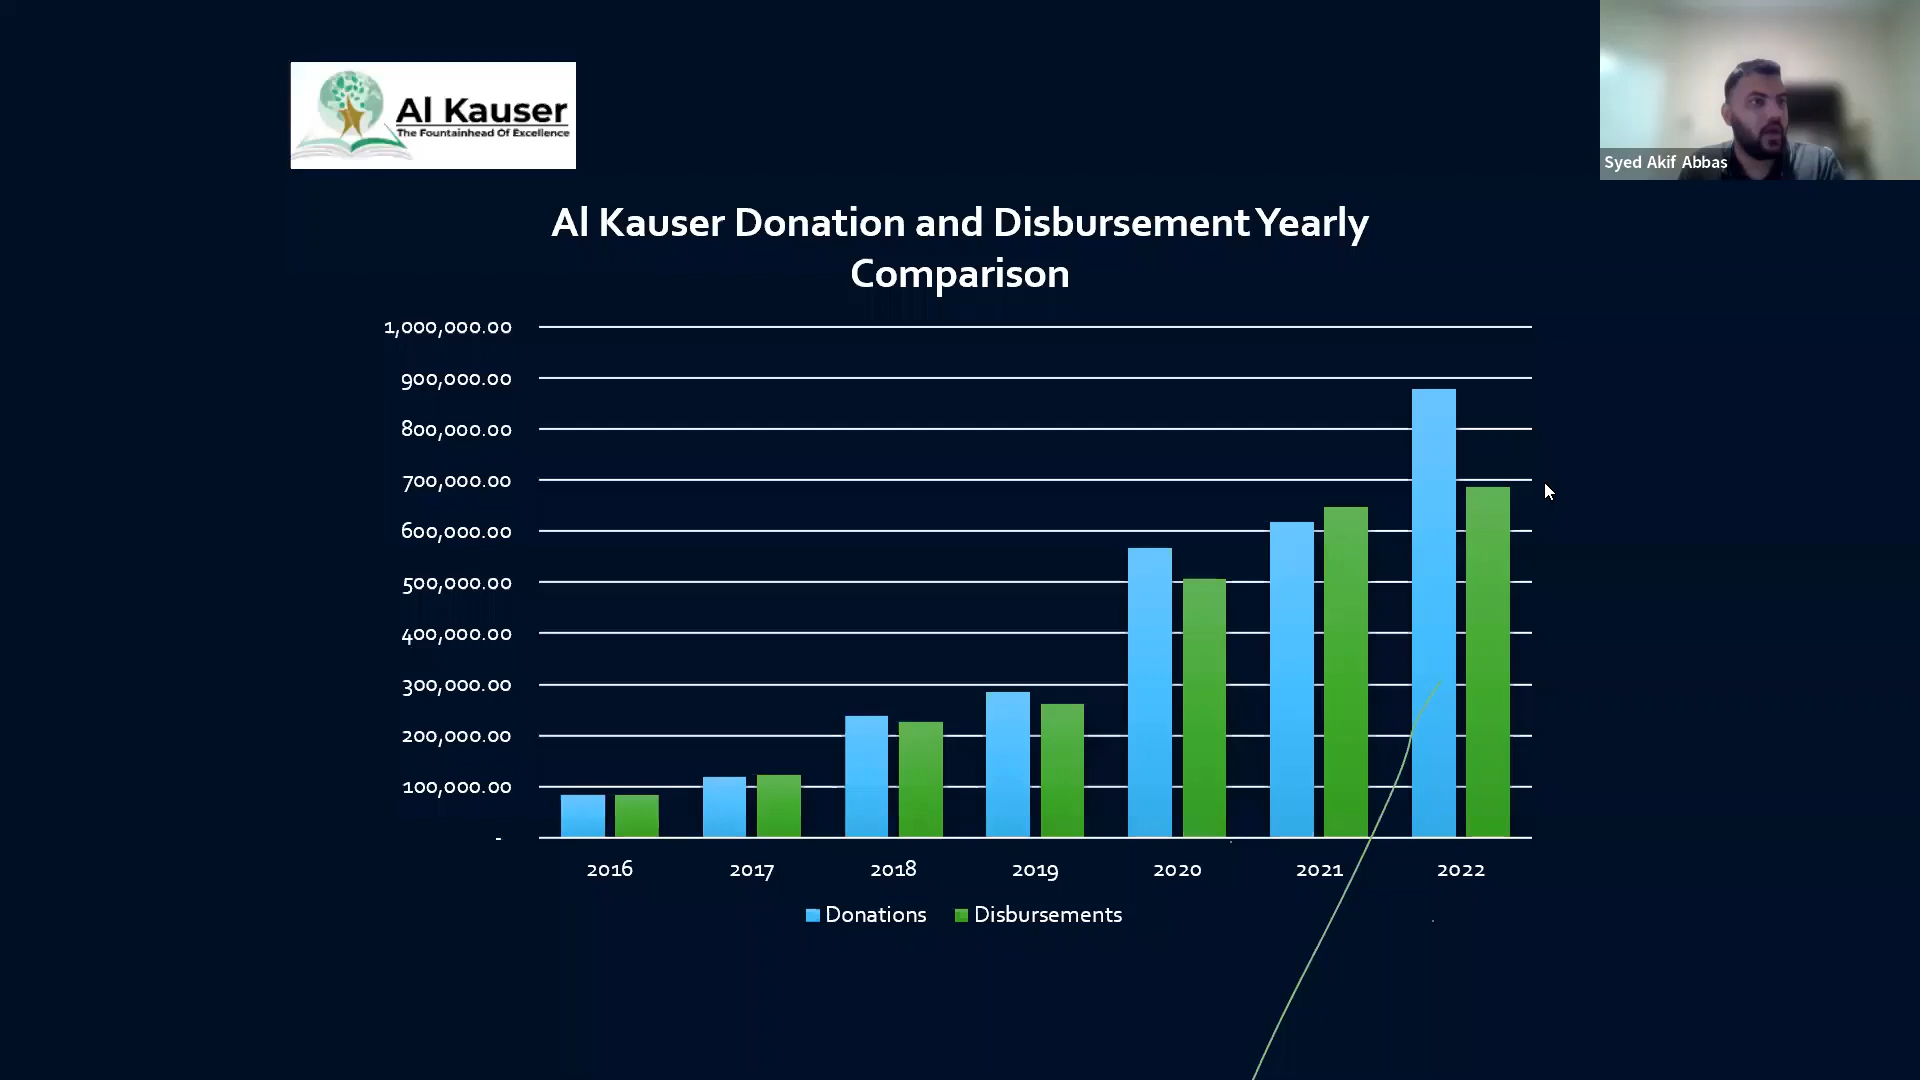 Al Kauser
The Fountainhead Of Excellence
Syed Akif Abbas
Al Kauser Donation and Disbursement Yearly
Comparison
1,000,000.00
900,000.00
800,000.00
700,000.00
600,000.00
500,000.00
400,000.00
300,000.00
200,000.00
100,000.00
-
2016 2017 2018 2019 2020 2021 2022
Donations Disbursements